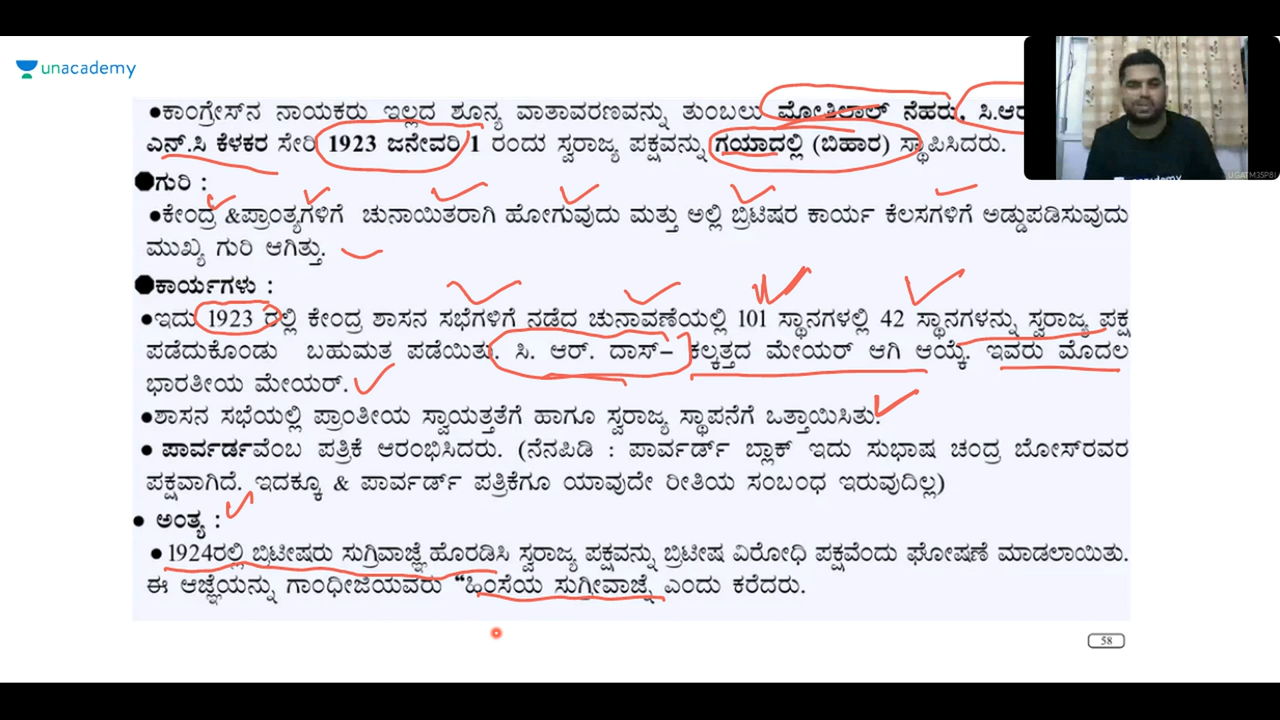 unacademy
●ಕಾಂಗ್ರೇಸ್‌ನ ನಾಯಕರು ಇಲ್ಲದ ಶೂನ್ಯ ವಾತಾವರಣವನ್ನು ತುಂಬಲು ಮೋತಿಲಾಲ್ ನೆಹರು, ಸಿ.ಆರ್
ಎನ್.ಸಿ ಕೆಳಕರ ಸೇರಿ 1923 ಜನೇವರಿ 1 ರಂದು ಸ್ವರಾಜ್ಯ ಪಕ್ಷವನ್ನು ಗಯಾದಲ್ಲಿ (ಬಿಹಾರ) ಸ್ಥಾಪಿಸಿದರು.
●ಗುರಿ :
●ಕೇಂದ್ರ &ಪ್ರಾಂತ್ಯಗಳಿಗೆ ಚುನಾಯಿತರಾಗಿ ಹೋಗುವುದು ಮತ್ತು ಅಲ್ಲಿ ಬ್ರಿಟಿಷರ ಕಾರ್ಯ ಕೆಲಸಗಳಿಗೆ ಅಡ್ಡುಪಡಿಸುವುದು
ಮುಖ್ಯ ಗುರಿ ಆಗಿತ್ತು.
●ಕಾರ್ಯಗಳು :
●ಇದು 1923 ರಲ್ಲಿ ಕೇಂದ್ರ ಶಾಸನ ಸಭೆಗಳಿಗೆ ನಡೆದ ಚುನಾವಣೆಯಲ್ಲಿ 101 ಸ್ಥಾನಗಳಲ್ಲಿ 42 ಸ್ಥಾನಗಳನ್ನು ಸ್ವರಾಜ್ಯ ಪಕ್ಷ
ಪಡೆದುಕೊಂಡು ಬಹುಮತ ಪಡೆಯಿತು. ಸಿ. ಆರ್. ದಾಸ್– ಕಲ್ಕತ್ತದ ಮೇಯರ್ ಆಗಿ ಆಯ್ಕೆ. ಇವರು ಮೊದಲ
ಭಾರತೀಯ ಮೇಯರ್.
●ಶಾಸನ ಸಭೆಯಲ್ಲಿ ಪ್ರಾಂತೀಯ ಸ್ವಾಯತ್ತತೆಗೆ ಹಾಗೂ ಸ್ವರಾಜ್ಯ ಸ್ಥಾಪನೆಗೆ ಒತ್ತಾಯಿಸಿತು.
● ಪಾರ್ವರ್ಡವೆಂಬ ಪತ್ರಿಕೆ ಆರಂಭಿಸಿದರು. (ನೆನಪಿಡಿ : ಪಾರ್ವರ್ಡ್ ಬ್ಲಾಕ್ ಇದು ಸುಭಾಷ ಚಂದ್ರ ಬೋಸ್‌ರವರ
ಪಕ್ಷವಾಗಿದೆ. ಇದಕ್ಕೂ & ಪಾರ್ವರ್ಡ್ ಪತ್ರಿಕೆಗೂ ಯಾವುದೇ ರೀತಿಯ ಸಂಬಂಧ ಇರುವುದಿಲ್ಲ)
● ಅಂತ್ಯ :
●1924ರಲ್ಲಿ ಬ್ರಿಟೀಷರು ಸುಗ್ರಿವಾಜ್ಞೆ ಹೊರಡಿಸಿ ಸ್ವರಾಜ್ಯ ಪಕ್ಷವನ್ನು ಬ್ರಿಟೀಷ ವಿರೋಧಿ ಪಕ್ಷವೆಂದು ಘೋಷಣೆ ಮಾಡಲಾಯಿತು.
ಈ ಆಜ್ಞೆಯನ್ನು ಗಾಂಧೀಜಿಯವರು “ಹಿಂಸೆಯ ಸುಗ್ರೀವಾಜ್ಞೆ ಎಂದು ಕರೆದರು.
58